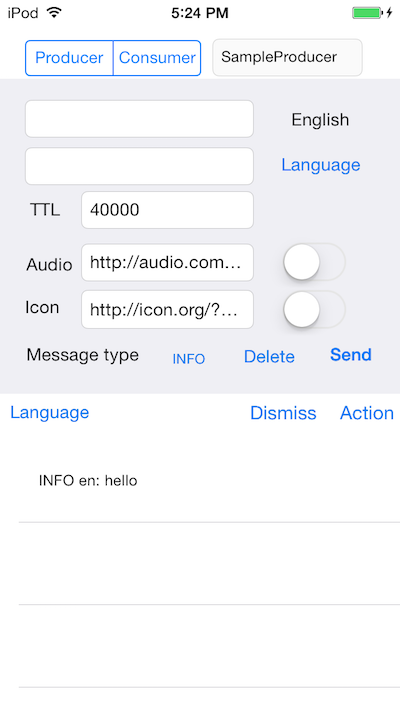 iPod 5:24 PM
Producer Consumer SampleProducer
English
Language
TTL 40000
Audio http://audio.com...
Icon http://icon.org/?...
Message type INFO Delete Send
Language Dismiss Action
INFO en: hello